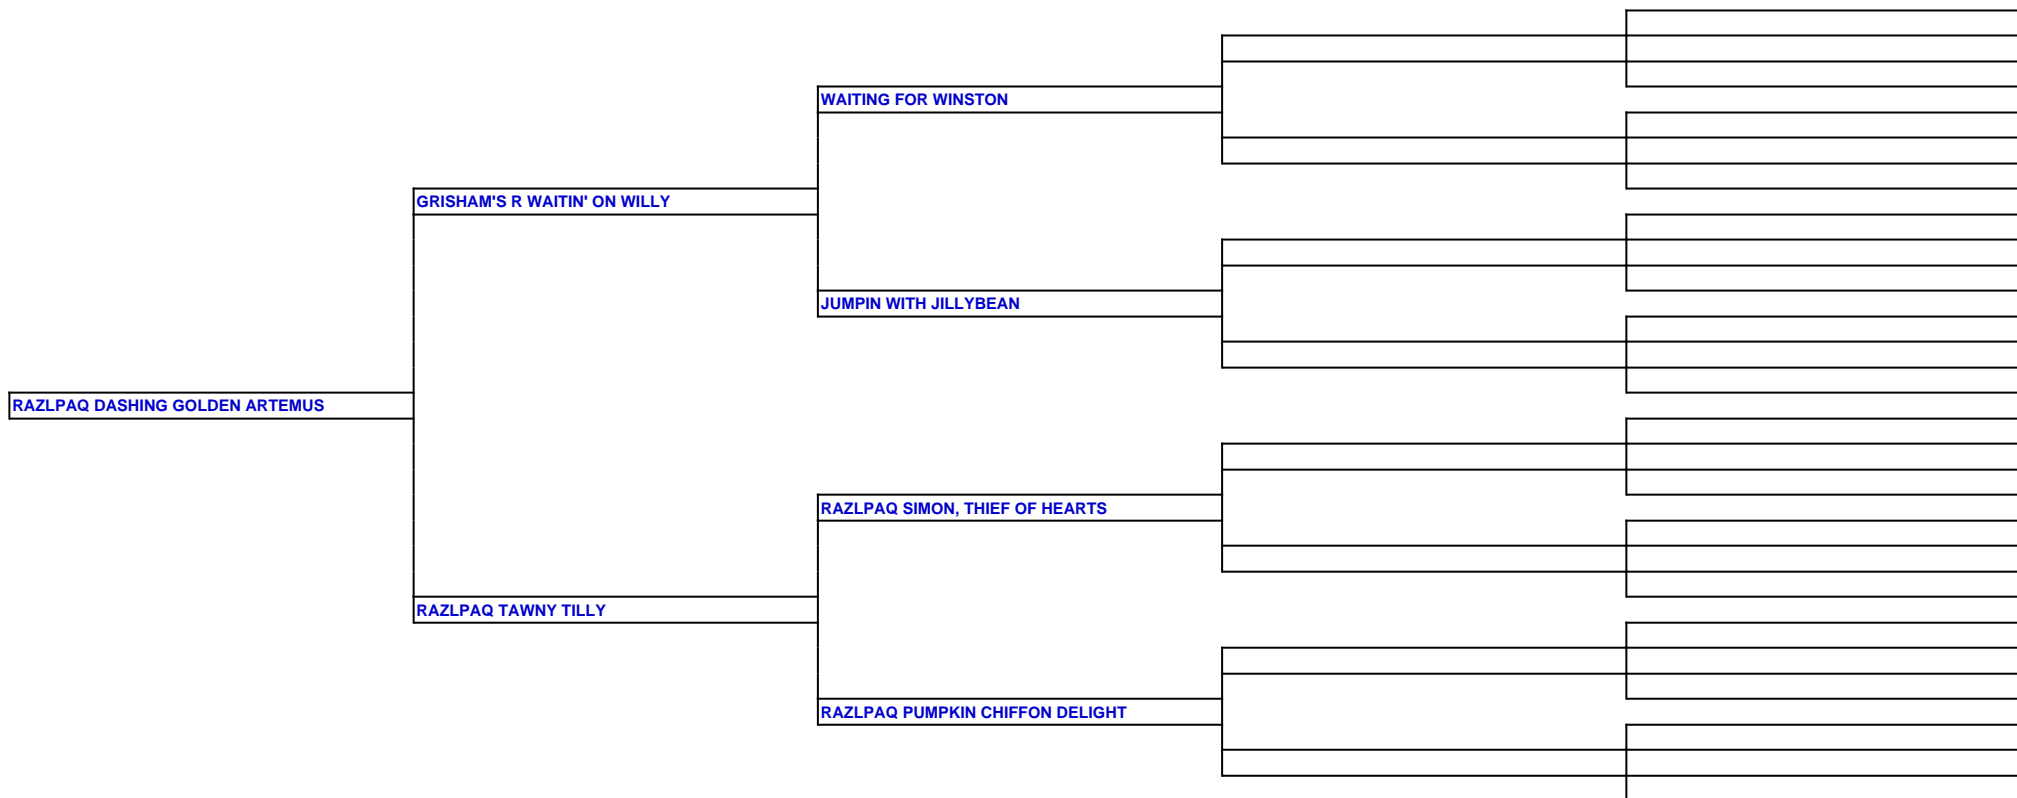 WAITING FOR WINSTON
GRISHAM'S R WAITIN' ON WILLY
JUMPIN WITH JILLYBEAN
RAZLPAQ DASHING GOLDEN ARTEMUS
RAZLPAQ SIMON, THIEF OF HEARTS
RAZLPAQ TAWNY TILLY
RAZLPAQ PUMPKIN CHIFFON DELIGHT